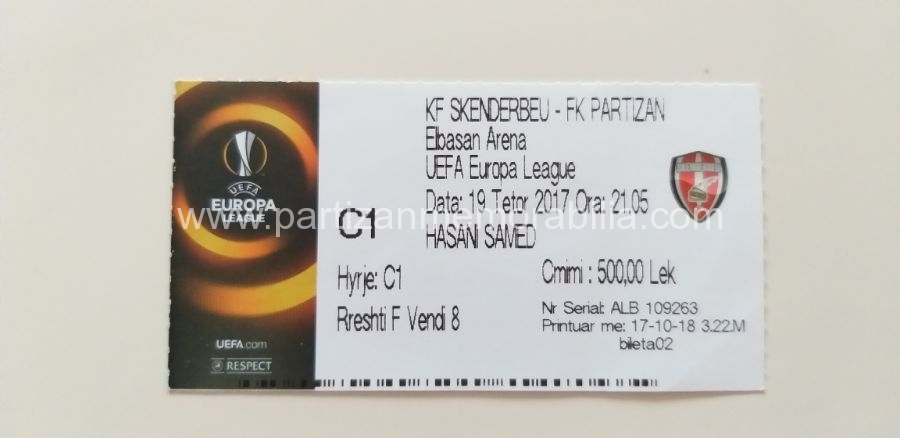 UEFA
EUROPA
LEAGUE
UEFA.com
RESPECT
KF SKENDERBEU - FK PARTIZAN
Elbasan Arena
UEFA Europa League
Data: 19 Tetor 2017 Ora: 21.05
HASANI SAMED
C1
Hyrje: C1
Cmimi : 500,00 Lek
Rreshti F Vendi 8
Nr Serial: ALB 109263
Printuar me: 17-10-18 3.22.M
bileta02
www.partizanmemorabilia.com